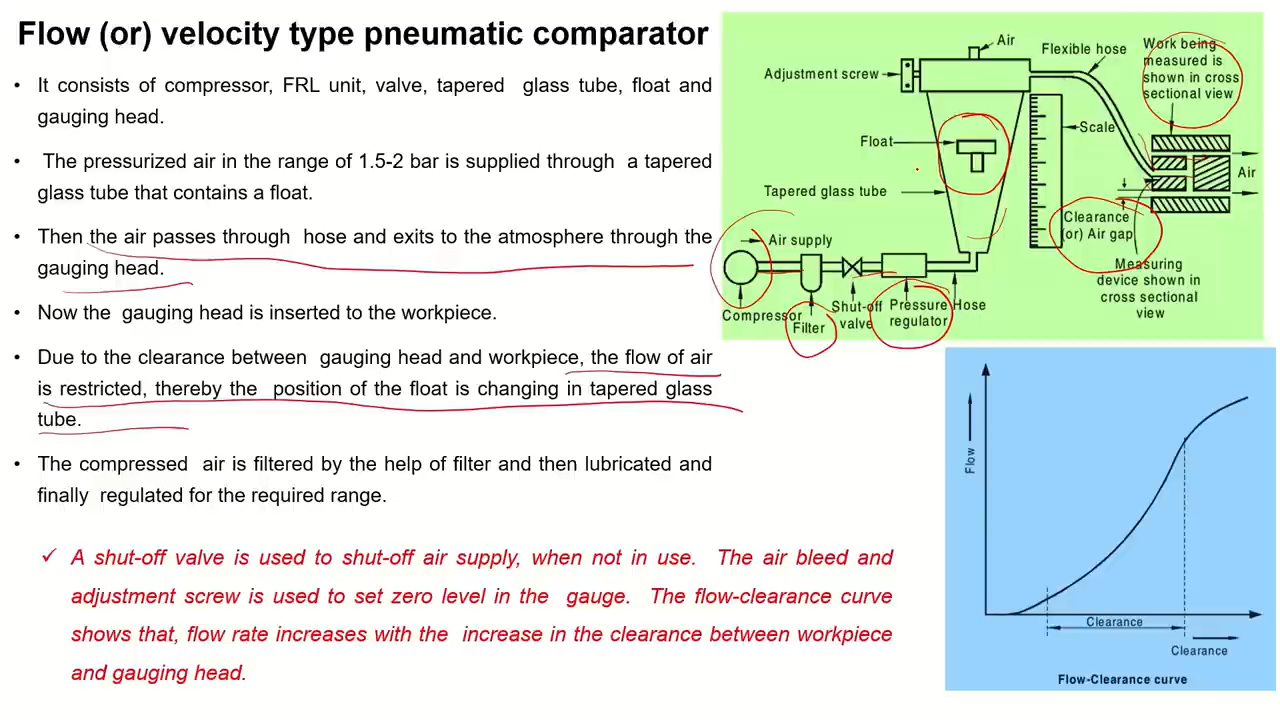 Flow (or) velocity type pneumatic comparator
• It consists of compressor, FRL unit, valve, tapered glass tube, float and
gauging head.
• The pressurized air in the range of 1.5-2 bar is supplied through a tapered
glass tube that contains a float.
• Then the air passes through hose and exits to the atmosphere through the
gauging head.
• Now the gauging head is inserted to the workpiece.
• Due to the clearance between gauging head and workpiece, the flow of air
is restricted, thereby the position of the float is changing in tapered glass
tube.
• The compressed air is filtered by the help of filter and then lubricated and
finally regulated for the required range.
✓ A shut-off valve is used to shut-off air supply, when not in use. The air bleed and
adjustment screw is used to set zero level in the gauge. The flow-clearance curve
shows that, flow rate increases with the increase in the clearance between workpiece
and gauging head.
Air
Flexible hose
Work being
measured is
shown in cross
sectional view
Adjustment screw
Scale
Float
Air
Tapered glass tube
Clearance
(or) Air gap
Air supply
Measuring
device shown in
cross sectional
view
Compressor
Filter
Shut-off
valve
Pressure
regulator
Hose
Flow
Clearance
Clearance
Flow-Clearance curve